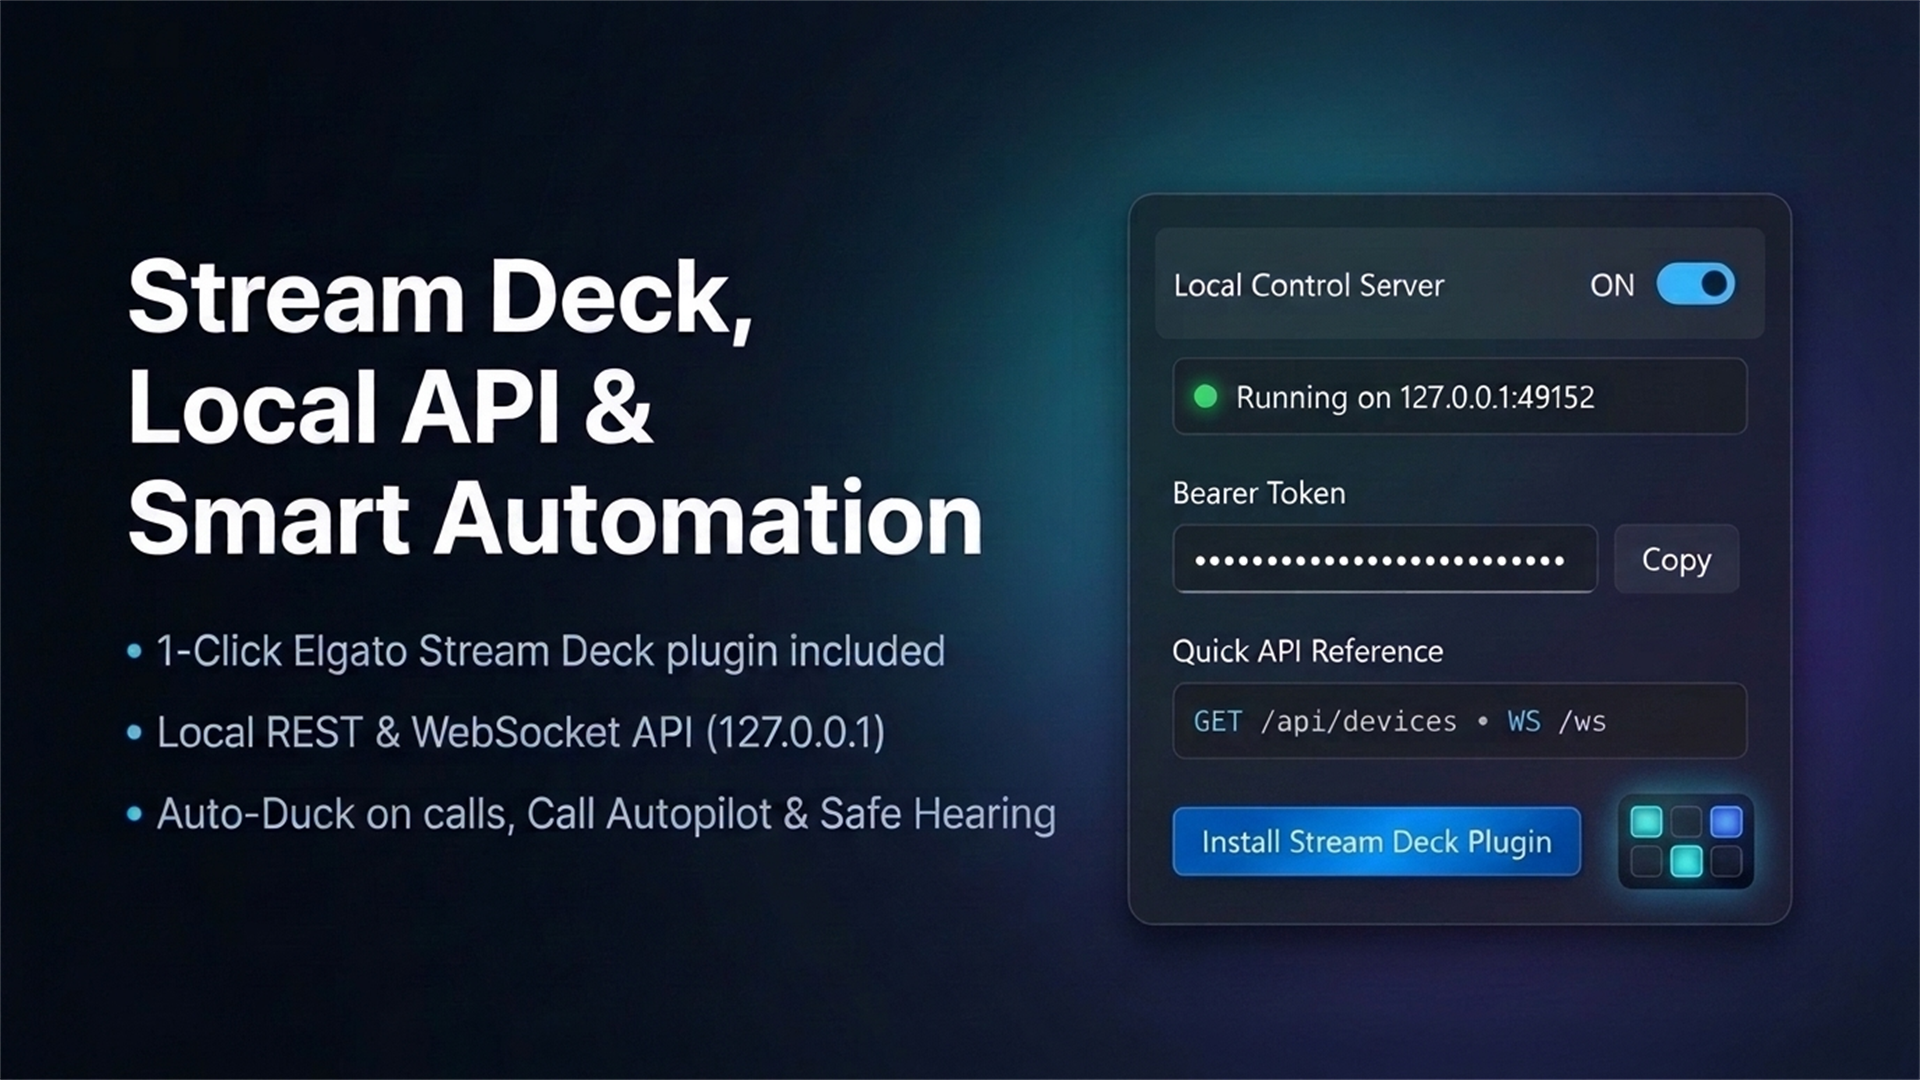 Stream Deck,
Local API &
Smart Automation
• 1-Click Elgato Stream Deck plugin included
• Local REST & WebSocket API (127.0.0.1)
• Auto-Duck on calls, Call Autopilot & Safe Hearing
Local Control Server ON
Running on 127.0.0.1:49152
Bearer Token
•••••••••••••••••••••••••• Copy
Quick API Reference
GET /api/devices • WS /ws
Install Stream Deck Plugin